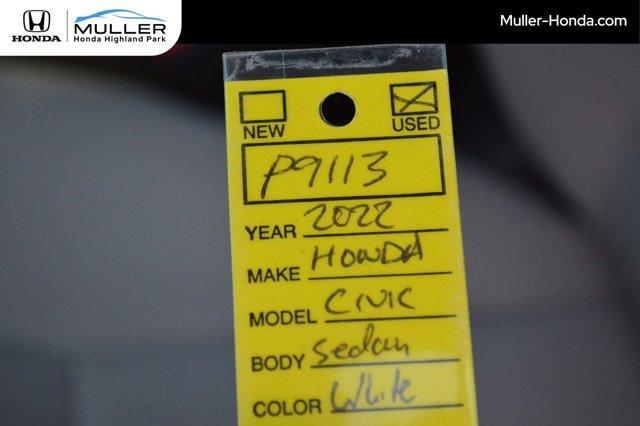 HONDA
MULLER
Honda Highland Park
Muller-Honda.com
NEW USED
P9113
YEAR 2022
MAKE HONDA
MODEL CIVIC
BODY Sedan
COLOR White